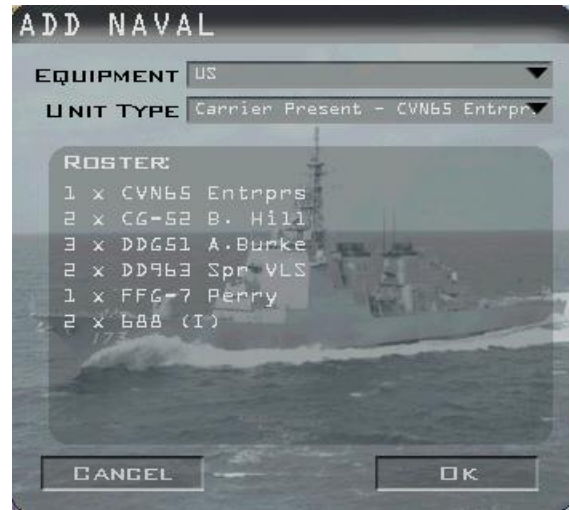 ADD NAVAL
EQUIPMENT US
UNIT TYPE Carrier Present - CVN65 Entrpr
ROSTER:
1 x CVN65 Entrprs
2 x CG-52 B. Hill
3 x DDG51 A.Burke
2 x DD963 Spr VLS
1 x FFG-7 Perry
2 x 688 (I)
173
CANCEL OK